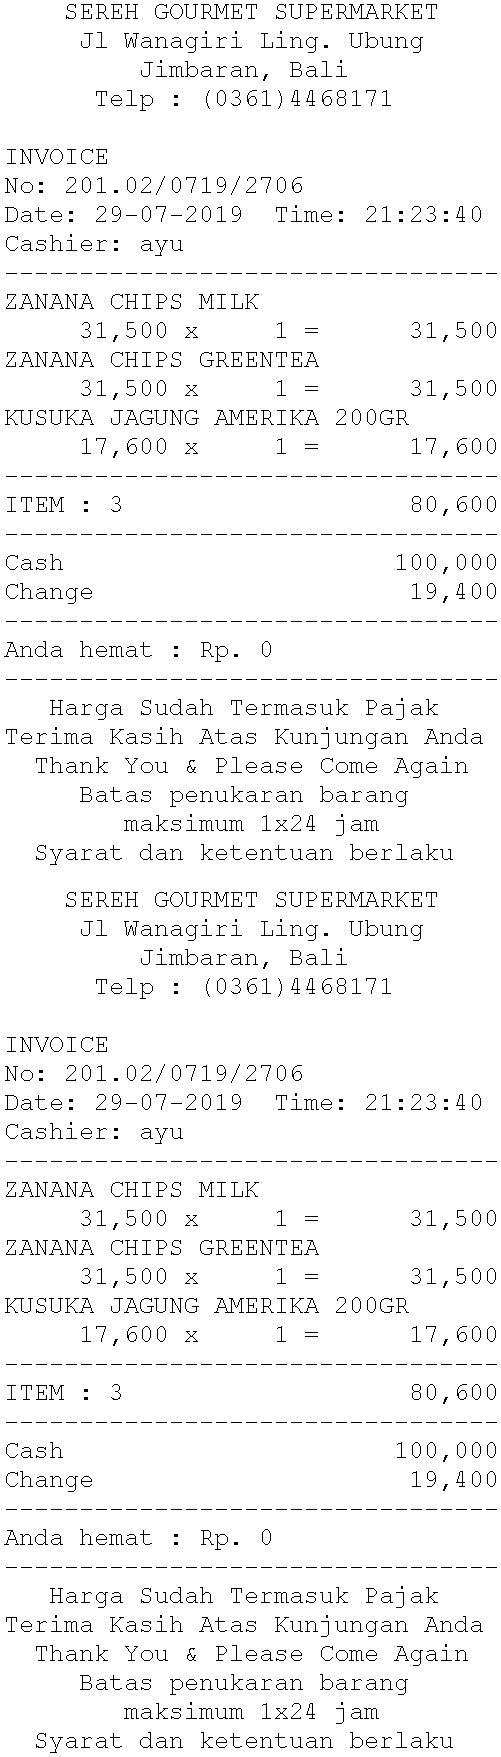 SEREH GOURMET SUPERMARKET
Jl Wanagiri Ling. Ubung
Jimbaran, Bali
Telp : (0361)4468171
INVOICE
No: 201.02/0719/2706
Date: 29-07-2019  Time: 21:23:40
Cashier: ayu
---------------------------------
ZANANA CHIPS MILK
31,500 x     1 =      31,500
ZANANA CHIPS GREENTEA
31,500 x     1 =      31,500
KUSUKA JAGUNG AMERIKA 200GR
17,600 x     1 =      17,600
---------------------------------
ITEM : 3                   80,600
---------------------------------
Cash                      100,000
Change                     19,400
---------------------------------
Anda hemat : Rp. 0
---------------------------------
Harga Sudah Termasuk Pajak
Terima Kasih Atas Kunjungan Anda
Thank You & Please Come Again
Batas penukaran barang
maksimum 1x24 jam
Syarat dan ketentuan berlaku
SEREH GOURMET SUPERMARKET
Jl Wanagiri Ling. Ubung
Jimbaran, Bali
Telp : (0361)4468171
INVOICE
No: 201.02/0719/2706
Date: 29-07-2019  Time: 21:23:40
Cashier: ayu
---------------------------------
ZANANA CHIPS MILK
31,500 x     1 =      31,500
ZANANA CHIPS GREENTEA
31,500 x     1 =      31,500
KUSUKA JAGUNG AMERIKA 200GR
17,600 x     1 =      17,600
---------------------------------
ITEM : 3                   80,600
---------------------------------
Cash                      100,000
Change                     19,400
---------------------------------
Anda hemat : Rp. 0
---------------------------------
Harga Sudah Termasuk Pajak
Terima Kasih Atas Kunjungan Anda
Thank You & Please Come Again
Batas penukaran barang
maksimum 1x24 jam
Syarat dan ketentuan berlaku